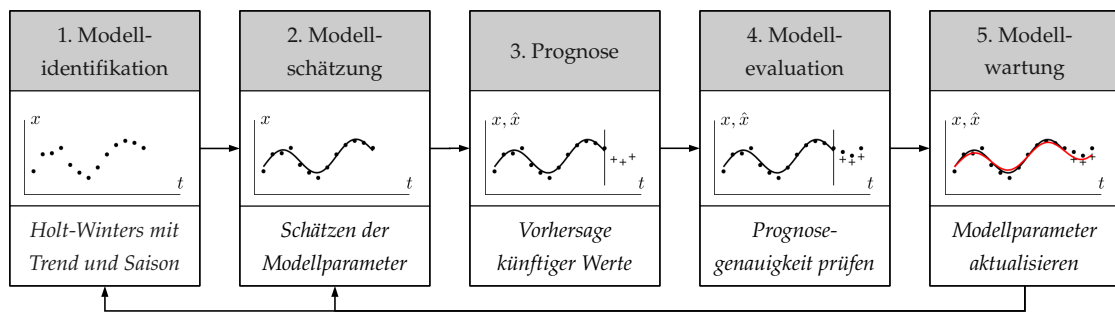 1. Modell-
identifikation
x
t
Holt-Winters mit
Trend und Saison
2. Modell-
schätzung
x
t
Schätzen der
Modellparameter
3. Prognose
x, x̂
t
Vorhersage
künftiger Werte
4. Modell-
evaluation
x, x̂
t
Prognose-
genauigkeit prüfen
5. Modell-
wartung
x, x̂
t
Modellparameter
aktualisieren